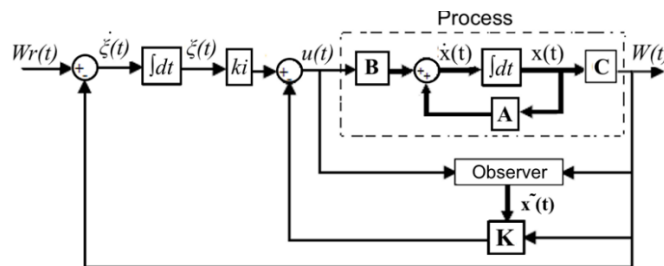 Process
Wr(t) + - ξ̇(t) ∫dt ξ(t) ki + - u(t) B + + ẋ(t) ∫dt x(t) C W(t)
A
Observer
x˜(t)
K